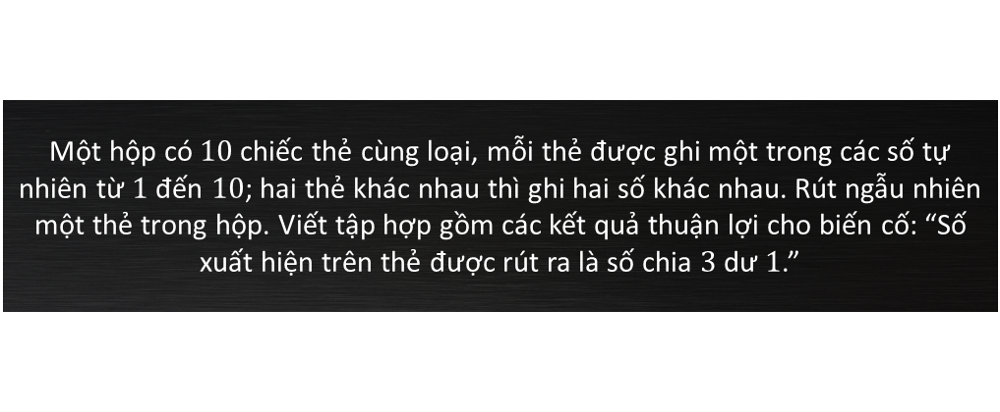 Một hộp có 10 chiếc thẻ cùng loại, mỗi thẻ được ghi một trong các số tự
nhiên từ 1 đến 10; hai thẻ khác nhau thì ghi hai số khác nhau. Rút ngẫu nhiên
một thẻ trong hộp. Viết tập hợp gồm các kết quả thuận lợi cho biến cố: “Số
xuất hiện trên thẻ được rút ra là số chia 3 dư 1.”